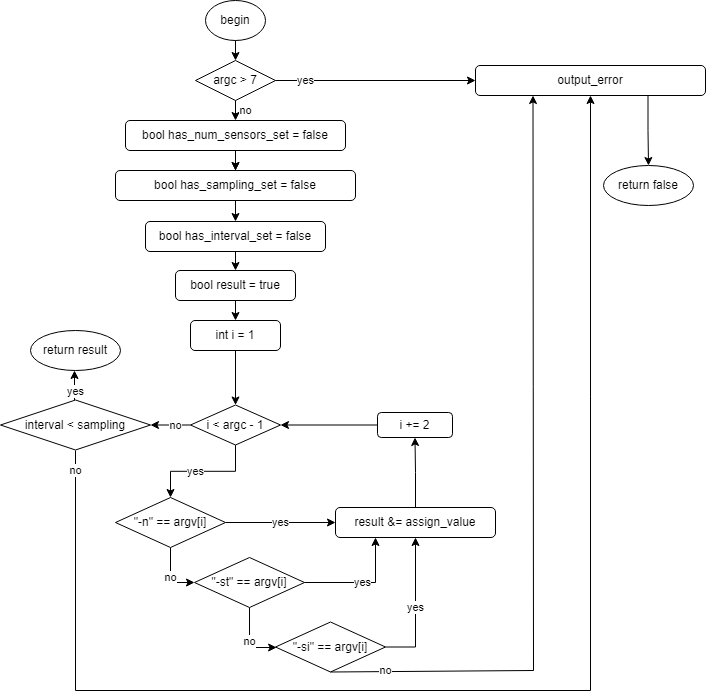 begin
argc > 7
yes
output_error
no
bool has_num_sensors_set = false
bool has_sampling_set = false
return false
bool has_interval_set = false
bool result = true
int i = 1
return result
yes
interval < sampling
no
i < argc - 1
i += 2
no
yes
"-n" == argv[i]
yes
result &= assign_value
no
"-st" == argv[i]
yes
yes
no
"-si" == argv[i]
no